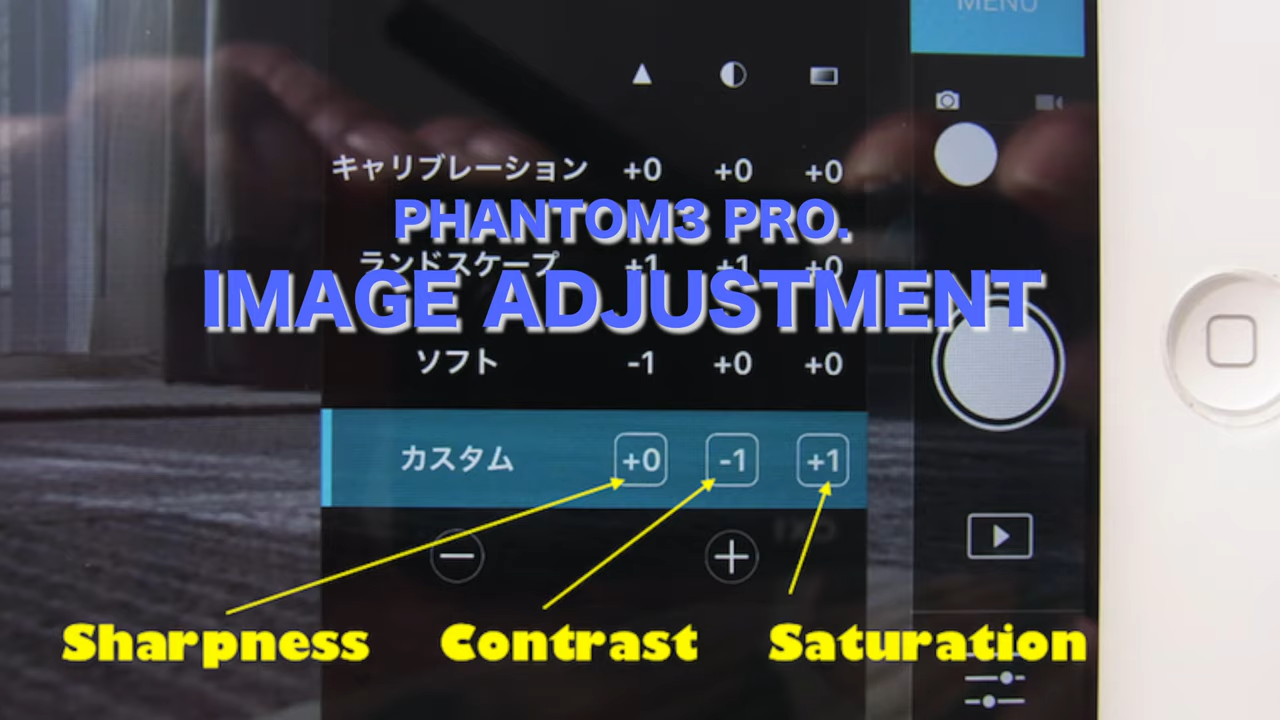 MENU
キャリブレーション +0 +0 +0
PHANTOM3 PRO.
ランドスケープ +1 +1 +0
IMAGE ADJUSTMENT
ソフト -1 +0 +0
カスタム +0 -1 +1
Sharpness Contrast Saturation